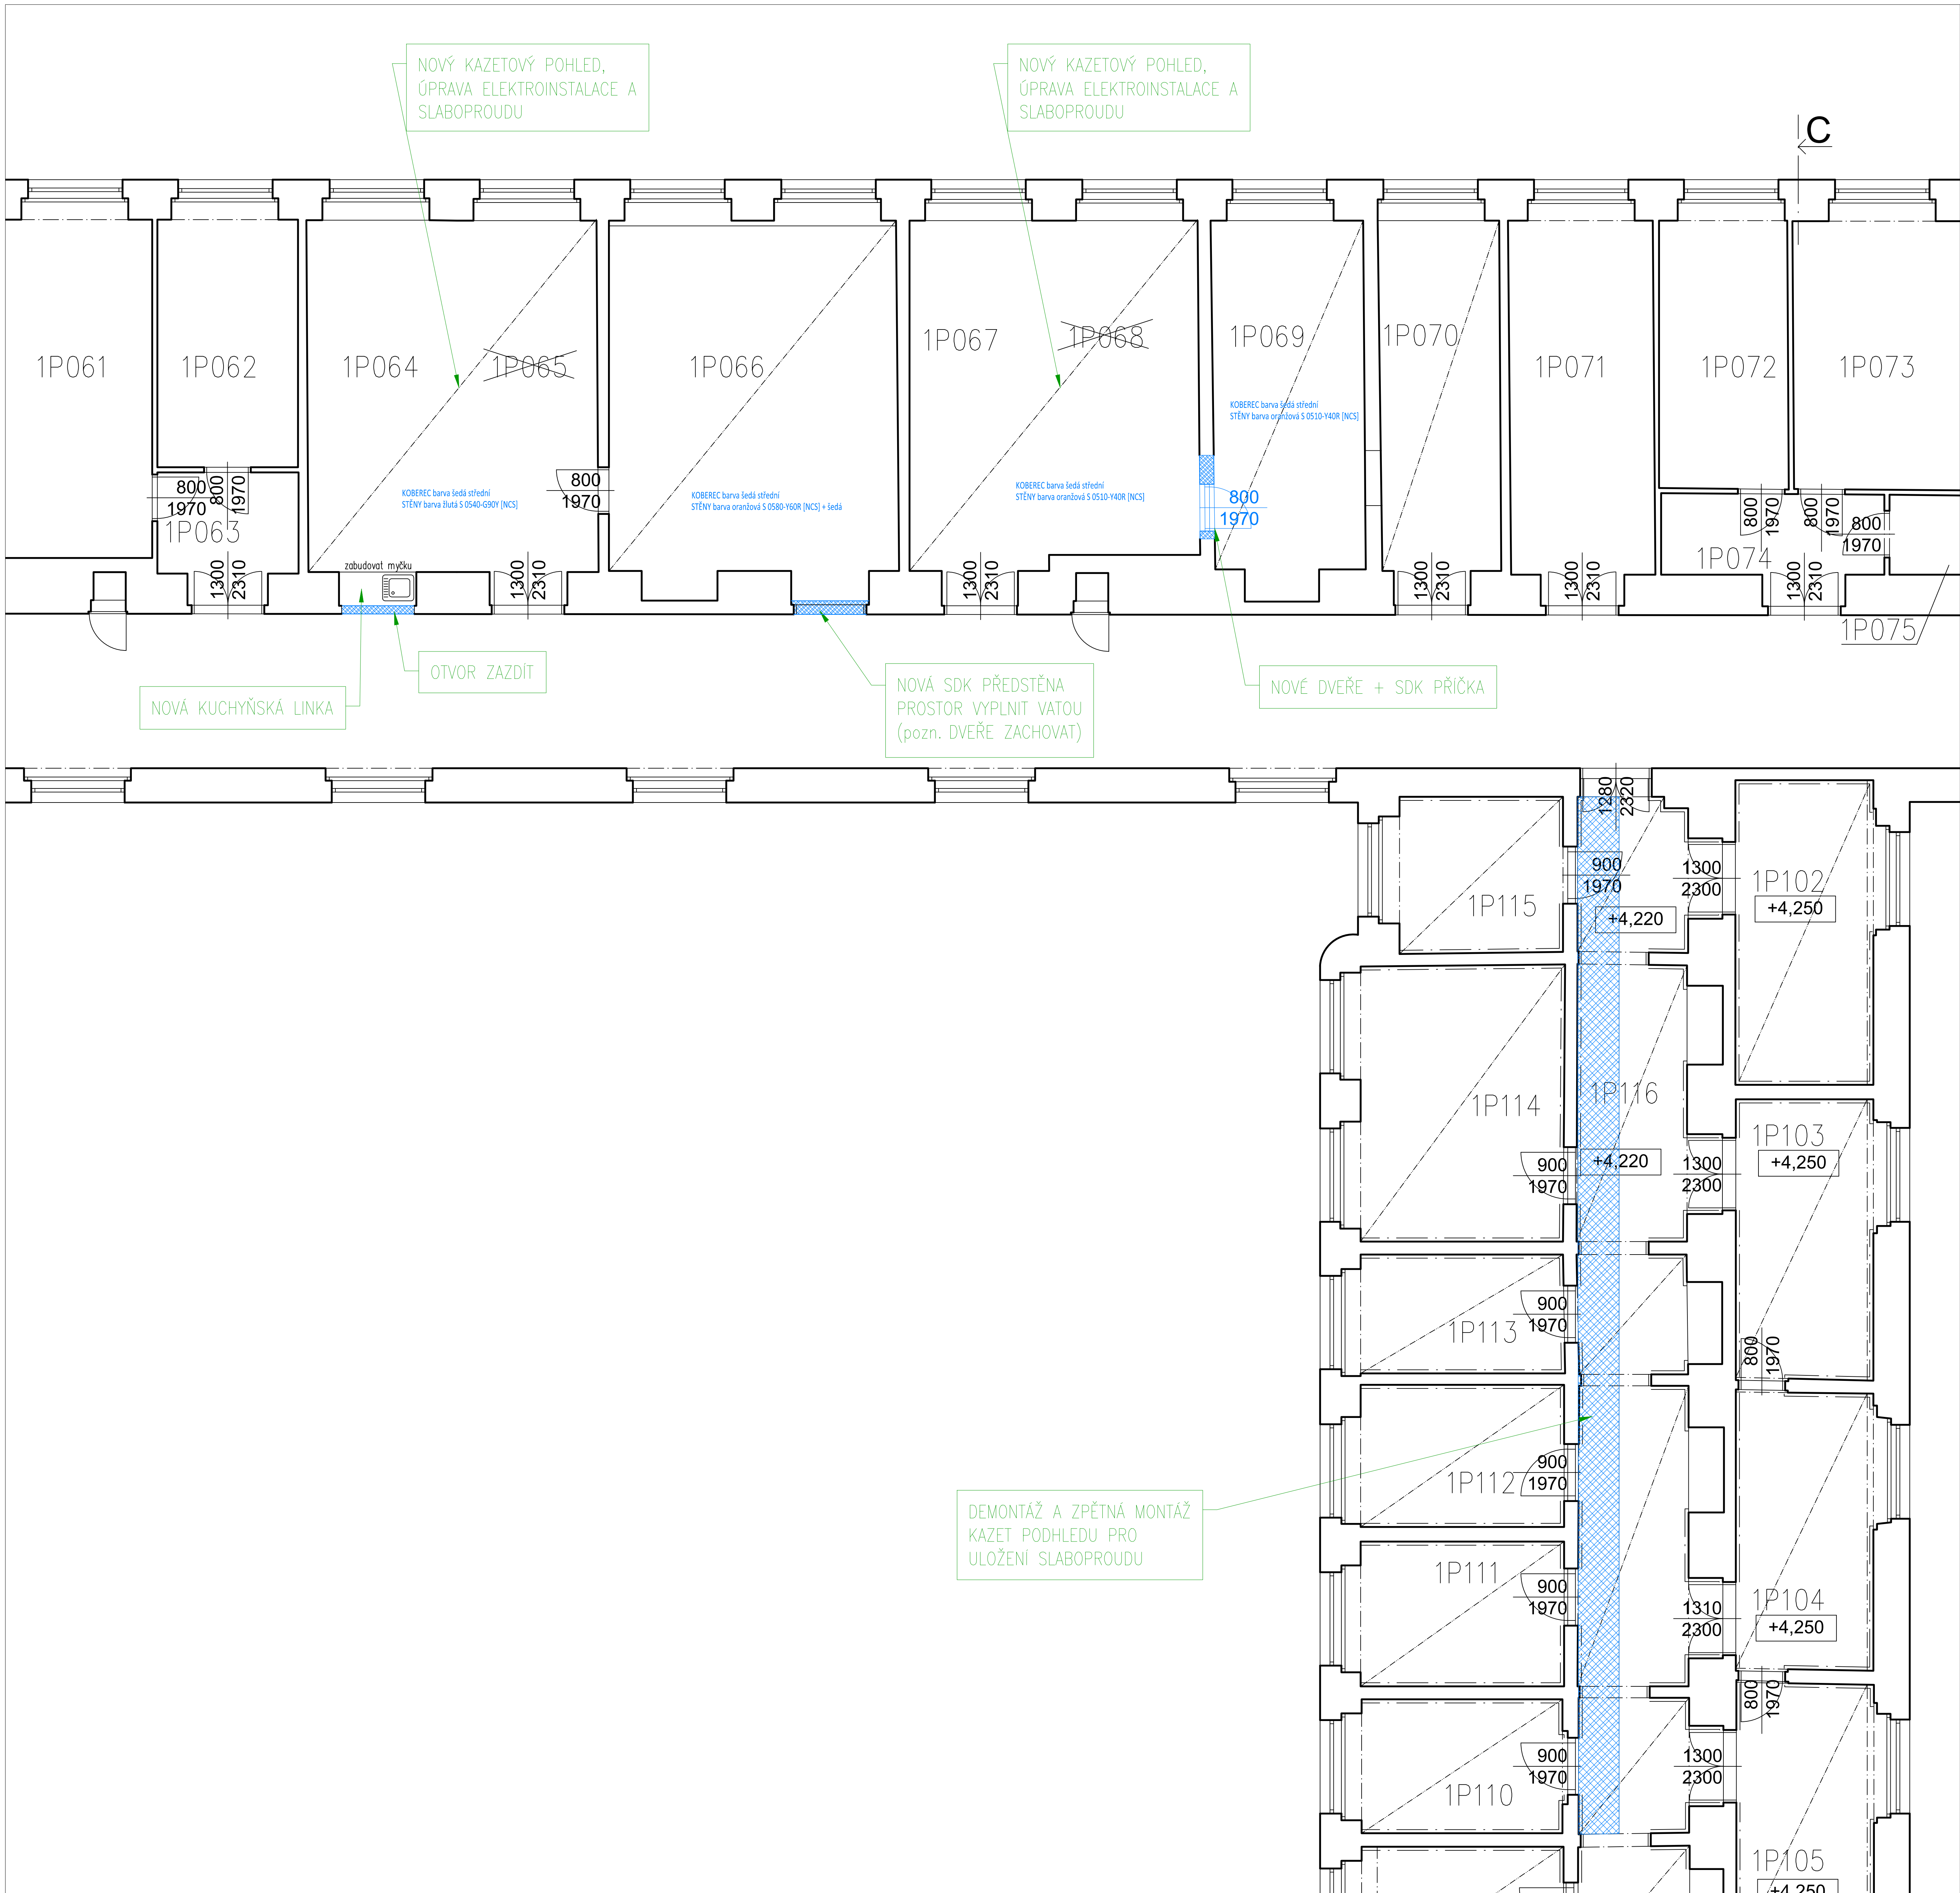 NOVÝ KAZETOVÝ POHLED,
ÚPRAVA ELEKTROINSTALACE A
SLABOPROUDU
NOVÝ KAZETOVÝ POHLED,
ÚPRAVA ELEKTROINSTALACE A
SLABOPROUDU
C
1P061
1P062
1P064
1P065
1P066
1P067
1P068
1P069
1P070
1P071
1P072
1P073
KOBEREC barva šedá střední
STĚNY barva žlutá S 0540-G90Y [NCS]
KOBEREC barva šedá střední
STĚNY barva oranžová S 0580-Y60R [NCS] + šedá
KOBEREC barva šedá střední
STĚNY barva oranžová S 0510-Y40R [NCS]
KOBEREC barva šedá střední
STĚNY barva oranžová S 0510-Y40R [NCS]
800
1970
800
1970
1P063
800
1970
800
1970
800
1970
800
1970
800
1970
1P074
1P075
zabudovat myčku
1300
2310
1300
2310
1300
2310
1300
2310
1300
2310
1300
2310
OTVOR ZAZDÍT
NOVÁ KUCHYŇSKÁ LINKA
NOVÁ SDK PŘEDSTĚNA
PROSTOR VYPLNIT VATOU
(pozn. DVEŘE ZACHOVAT)
NOVÉ DVEŘE + SDK PŘÍČKA
1280
2320
1P115
900
1970
+4,220
1300
2300
1P102
+4,250
1P114
1P116
900
1970
+4,220
1300
2300
1P103
+4,250
1P113
900
1970
800
1970
1P112
900
1970
DEMONTÁŽ A ZPĚTNÁ MONTÁŽ
KAZET PODHLEDU PRO
ULOŽENÍ SLABOPROUDU
1P111
900
1970
1310
2300
1P104
+4,250
800
1970
1P110
900
1970
1300
2300
1P105
+4,250